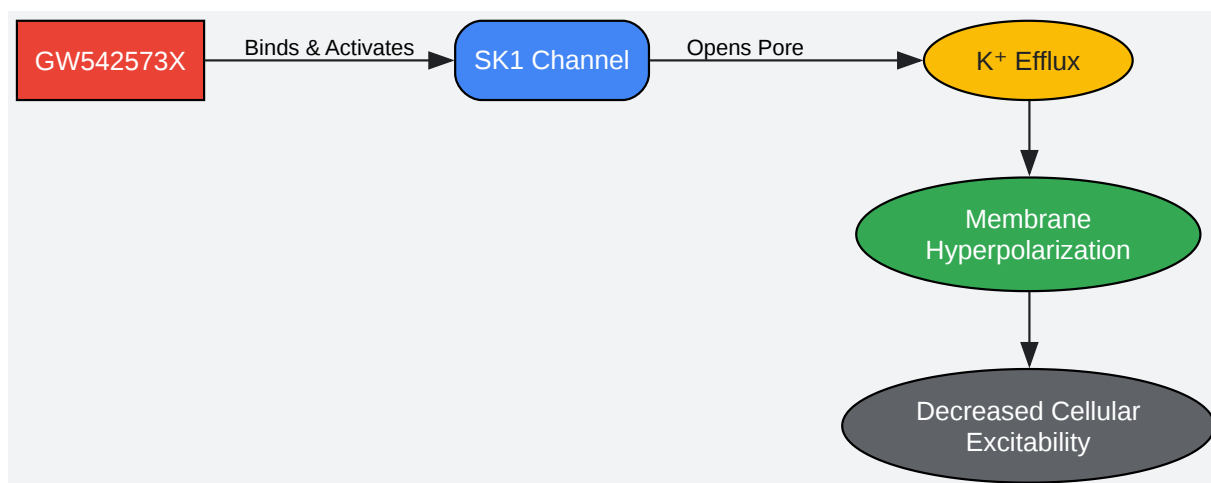 GW542573X
Binds & Activates
SK1 Channel
Opens Pore
K⁺ Efflux
Membrane
Hyperpolarization
Decreased Cellular
Excitability